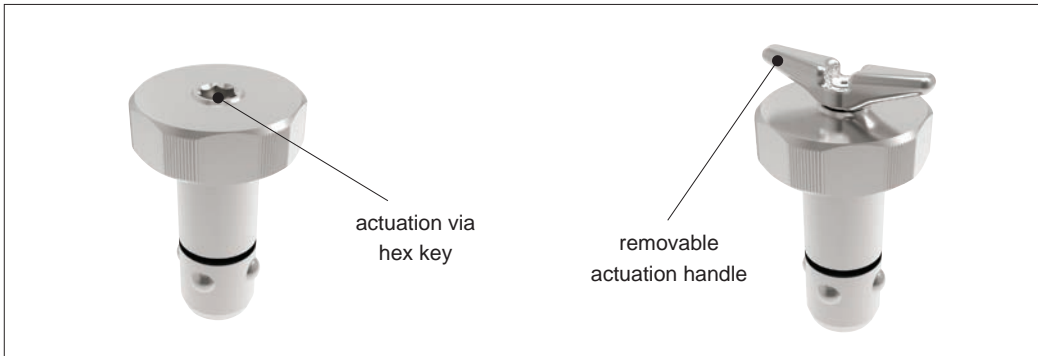 actuation via
hex key
removable
actuation handle